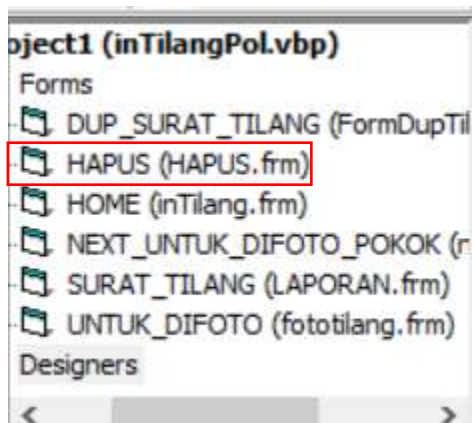 oject1 (inTilangPol.vbp)
Forms
DUP_SURAT_TILANG (FormDupTil
HAPUS (HAPUS.frm)
HOME (inTilang.frm)
NEXT_UNTUK_DIFOTO_POKOK (r
SURAT_TILANG (LAPORAN.frm)
UNTUK_DIFOTO (fototilang.frm)
Designers